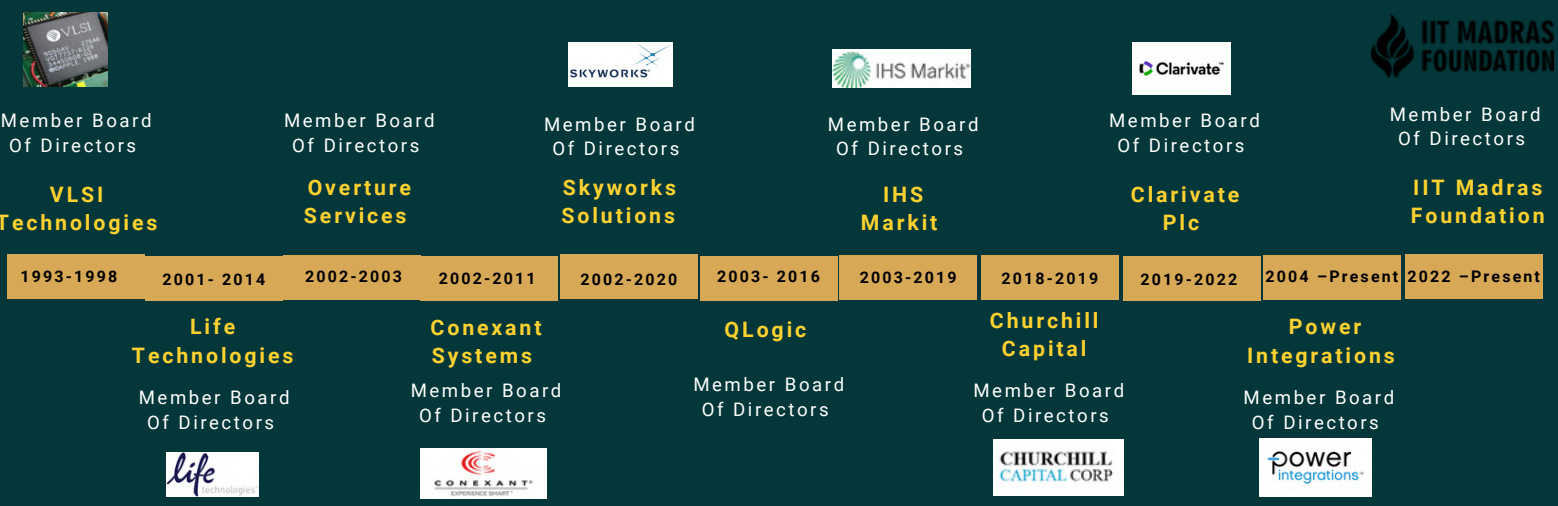 VLSI
SKYWORKS
IHS Markit
Clarivate
IIT MADRAS
FOUNDATION
Member Board
Of Directors
Member Board
Of Directors
Member Board
Of Directors
Member Board
Of Directors
Member Board
Of Directors
Member Board
Of Directors
VLSI
Technologies
Overture
Services
Skyworks
Solutions
IHS
Markit
Clarivate
Plc
IIT Madras
Foundation
1993-1998
2001- 2014
2002-2003
2002-2011
2002-2020
2003- 2016
2003-2019
2018-2019
2019-2022
2004 –Present
2022 –Present
Life
Technologies
Conexant
Systems
QLogic
Churchill
Capital
Power
Integrations
Member Board
Of Directors
Member Board
Of Directors
Member Board
Of Directors
Member Board
Of Directors
Member Board
Of Directors
life
technologies
CONEXANT
EXPERIENCE SMART
CHURCHILL
CAPITAL CORP
power
integrations